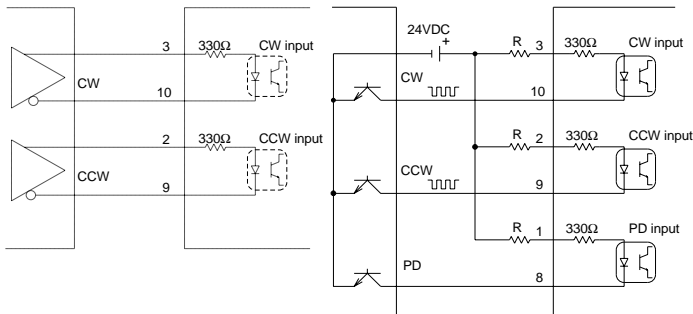 3 330Ω CW input
CW
10
2 330Ω CCW input
CCW
9
24VDC
+
R 3 330Ω CW input
CW
10
R 2 330Ω CCW input
CCW
9
R 1 330Ω PD input
PD
8